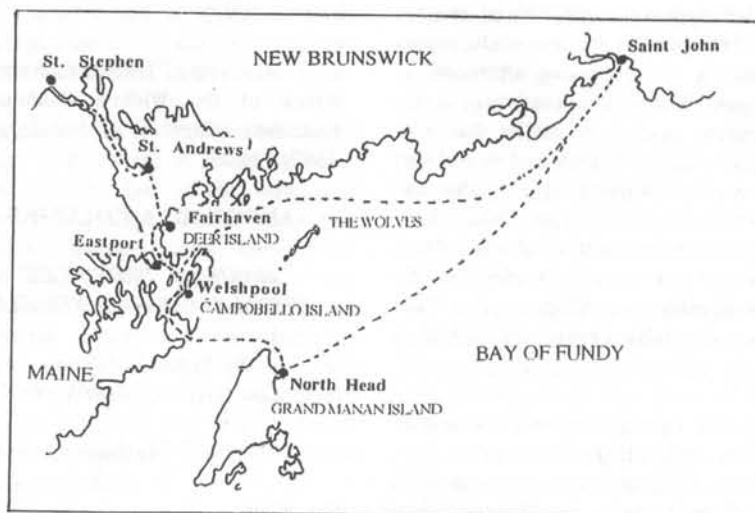 NEW BRUNSWICK
Saint John
St. Stephen
St. Andrews
Fairhaven
DEER ISLAND
THE WOLVES
Eastport
Welshpool
CAMPOBELLO ISLAND
MAINE
BAY OF FUNDY
North Head
GRAND MANAN ISLAND